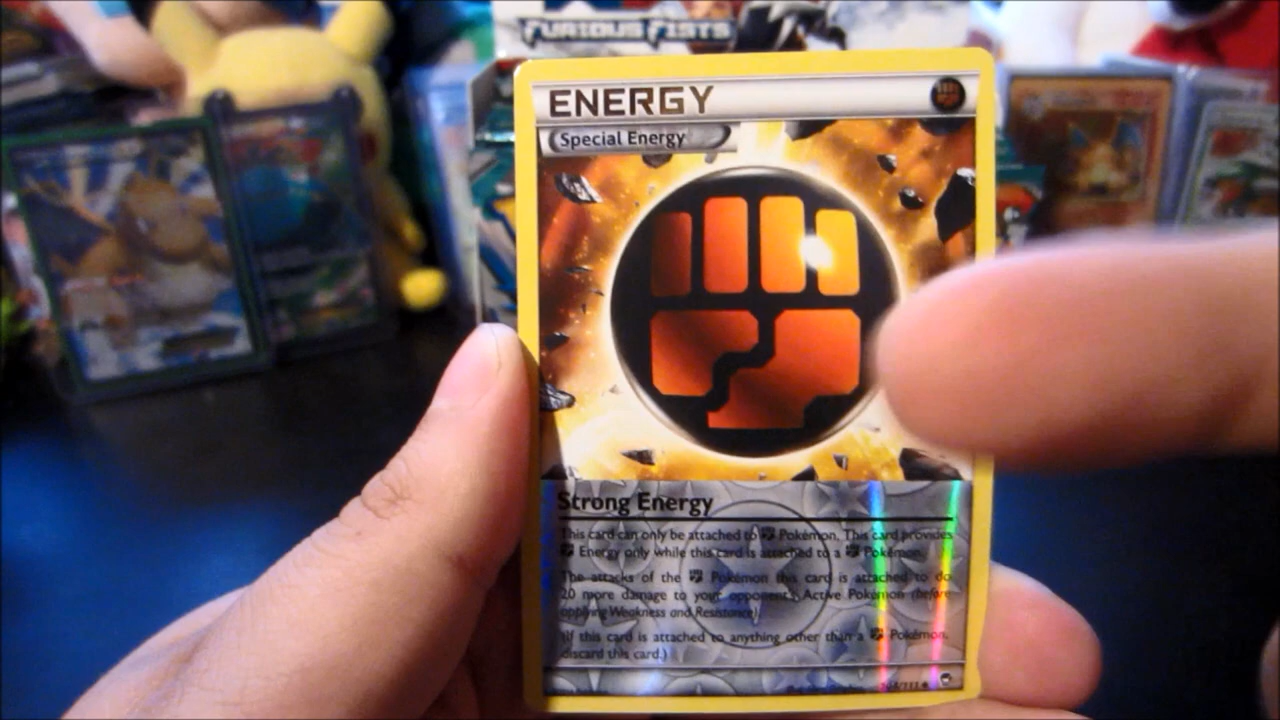 FURIOUS FISTS
ENERGY
Special Energy
Strong Energy
This card can only be attached to Pokémon. This card provides
Energy only while this card is attached to a Pokémon.
The attacks of the Pokémon this card is attached to do
20 more damage to your opponent's Active Pokémon (before
applying Weakness and Resistance).
(If this card is attached to anything other than a Pokémon,
discard this card.)
104/111